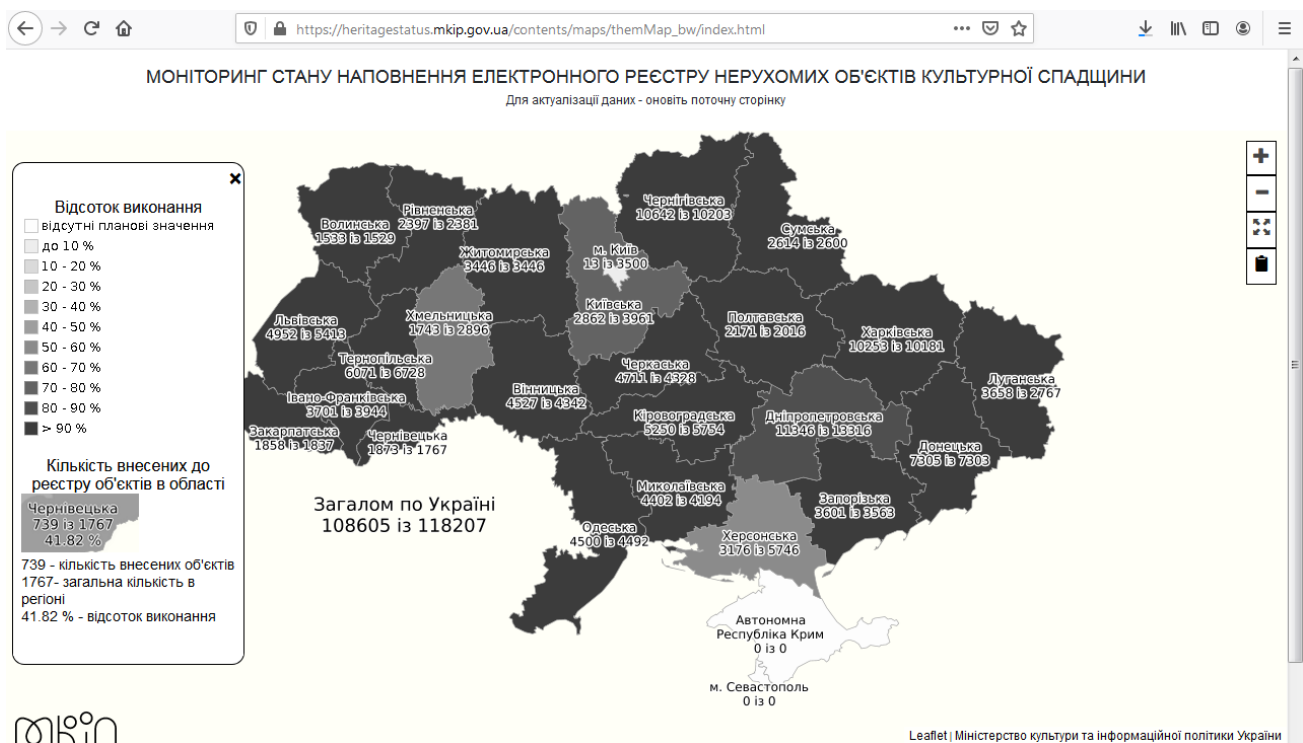 https://heritagestatus.mkip.gov.ua/contents/maps/themMap_bw/index.html
МОНІТОРИНГ СТАНУ НАПОВНЕННЯ ЕЛЕКТРОННОГО РЕЄСТРУ НЕРУХОМИХ ОБ'ЄКТІВ КУЛЬТУРНОЇ СПАДЩИНИ
Для актуалізації даних - оновіть поточну сторінку
Відсоток виконання
відсутні планові значення
до 10 %
10 - 20 %
20 - 30 %
30 - 40 %
40 - 50 %
50 - 60 %
60 - 70 %
70 - 80 %
80 - 90 %
> 90 %
Кількість внесених до
реєстру об'єктів в області
Чернівецька
739 із 1767
41.82 %
739 - кількість внесених об'єктів
1767- загальна кількість в
регіоні
41.82 % - відсоток виконання
Волинська
1533 із 1529
Рівненська
2397 із 2381
Житомирська
3446 із 3446
м. Київ
13 із 3500
Чернігівська
10642 із 10203
Сумська
2614 із 2600
Київська
2862 із 3961
Львівська
4952 із 5413
Хмельницька
1743 із 2896
Тернопільська
6071 із 6728
Полтавська
2171 із 2016
Харківська
10253 із 10181
Черкаська
4711 із 4328
Луганська
3658 із 2767
Івано-Франківська
3701 із 3944
Вінницька
4527 із 4342
Кіровоградська
5250 із 5754
Дніпропетровська
11346 із 13316
Закарпатська
1858 із 1837
Чернівецька
1873 із 1767
Донецька
7305 із 7303
Миколаївська
4402 із 4194
Запорізька
3601 із 3563
Загалом по Україні
108605 із 118207
Одеська
4500 із 4492
Херсонська
3176 із 5746
Автономна
Республіка Крим
0 із 0
м. Севастополь
0 із 0
мкіп
Leaflet | Міністерство культури та інформаційної політики України